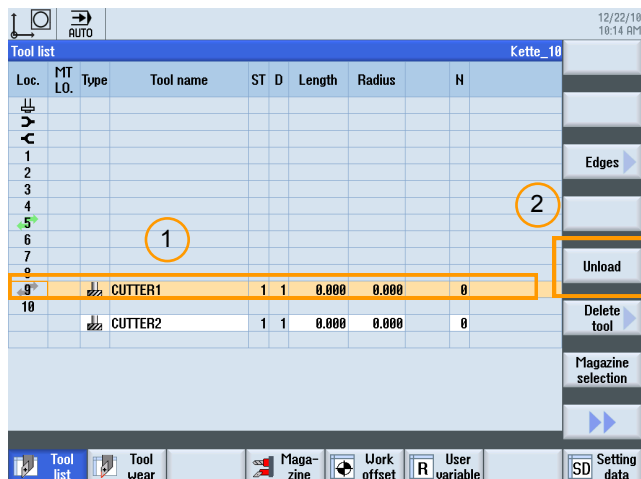 12/22/10
10:14 AM
AUTO
Tool list
Kette_10
Loc. MT LO. Type Tool name ST D Length Radius N
1
2
3
4
5
6
7
8
9 CUTTER1 1 1 0.000 0.000 0
10
CUTTER2 1 1 0.000 0.000 0
1
2
Edges
Unload
Delete
tool
Magazine
selection
Tool
list
Tool
wear
Maga-
zine
Work
offset
R User
variable
SD Setting
data